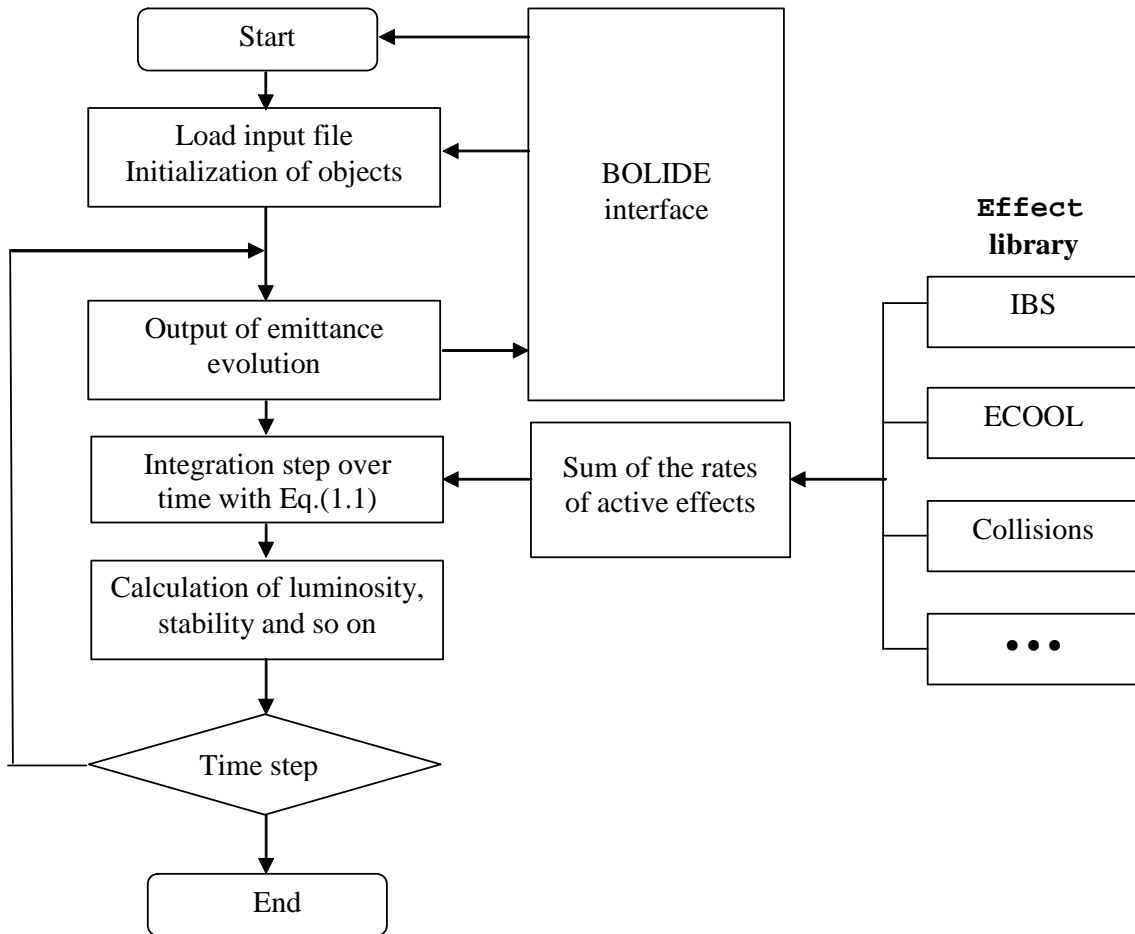 Start
Load input file
Initialization of objects
BOLIDE
interface
Effect
library
IBS
Output of emittance
evolution
ECOOL
Integration step over
time with Eq.(1.1)
Sum of the rates
of active effects
Collisions
Calculation of luminosity,
stability and so on
•••
Time step
End